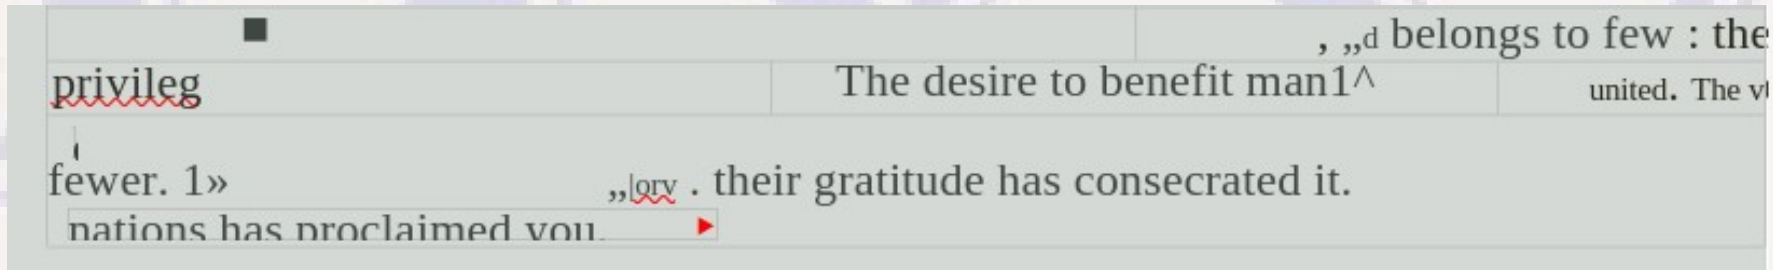 ■ , „d belongs to few : the
privileg The desire to benefit man1^ united. The v
fewer. 1» „|orv . their gratitude has consecrated it.
nations has proclaimed you.